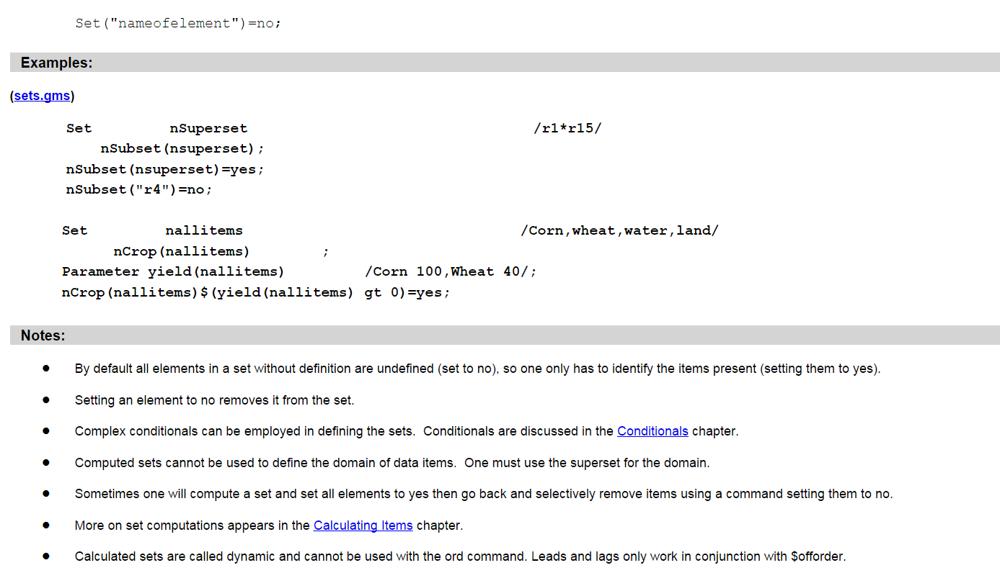 Set("nameofelement")=no;
Examples:
(sets.gms)
Set nSuperset /r1*r15/
nSubset(nsuperset);
nSubset(nsuperset)=yes;
nSubset("r4")=no;
Set nallitems /Corn,wheat,water,land/
nCrop(nallitems) ;
Parameter yield(nallitems) /Corn 100,Wheat 40/;
nCrop(nallitems)$(yield(nallitems) gt 0)=yes;
Notes:
● By default all elements in a set without definition are undefined (set to no), so one only has to identify the items present (setting them to yes).
● Setting an element to no removes it from the set.
● Complex conditionals can be employed in defining the sets.  Conditionals are discussed in the Conditionals chapter.
● Computed sets cannot be used to define the domain of data items.  One must use the superset for the domain.
● Sometimes one will compute a set and set all elements to yes then go back and selectively remove items using a command setting them to no.
● More on set computations appears in the Calculating Items chapter.
● Calculated sets are called dynamic and cannot be used with the ord command. Leads and lags only work in conjunction with $offorder.